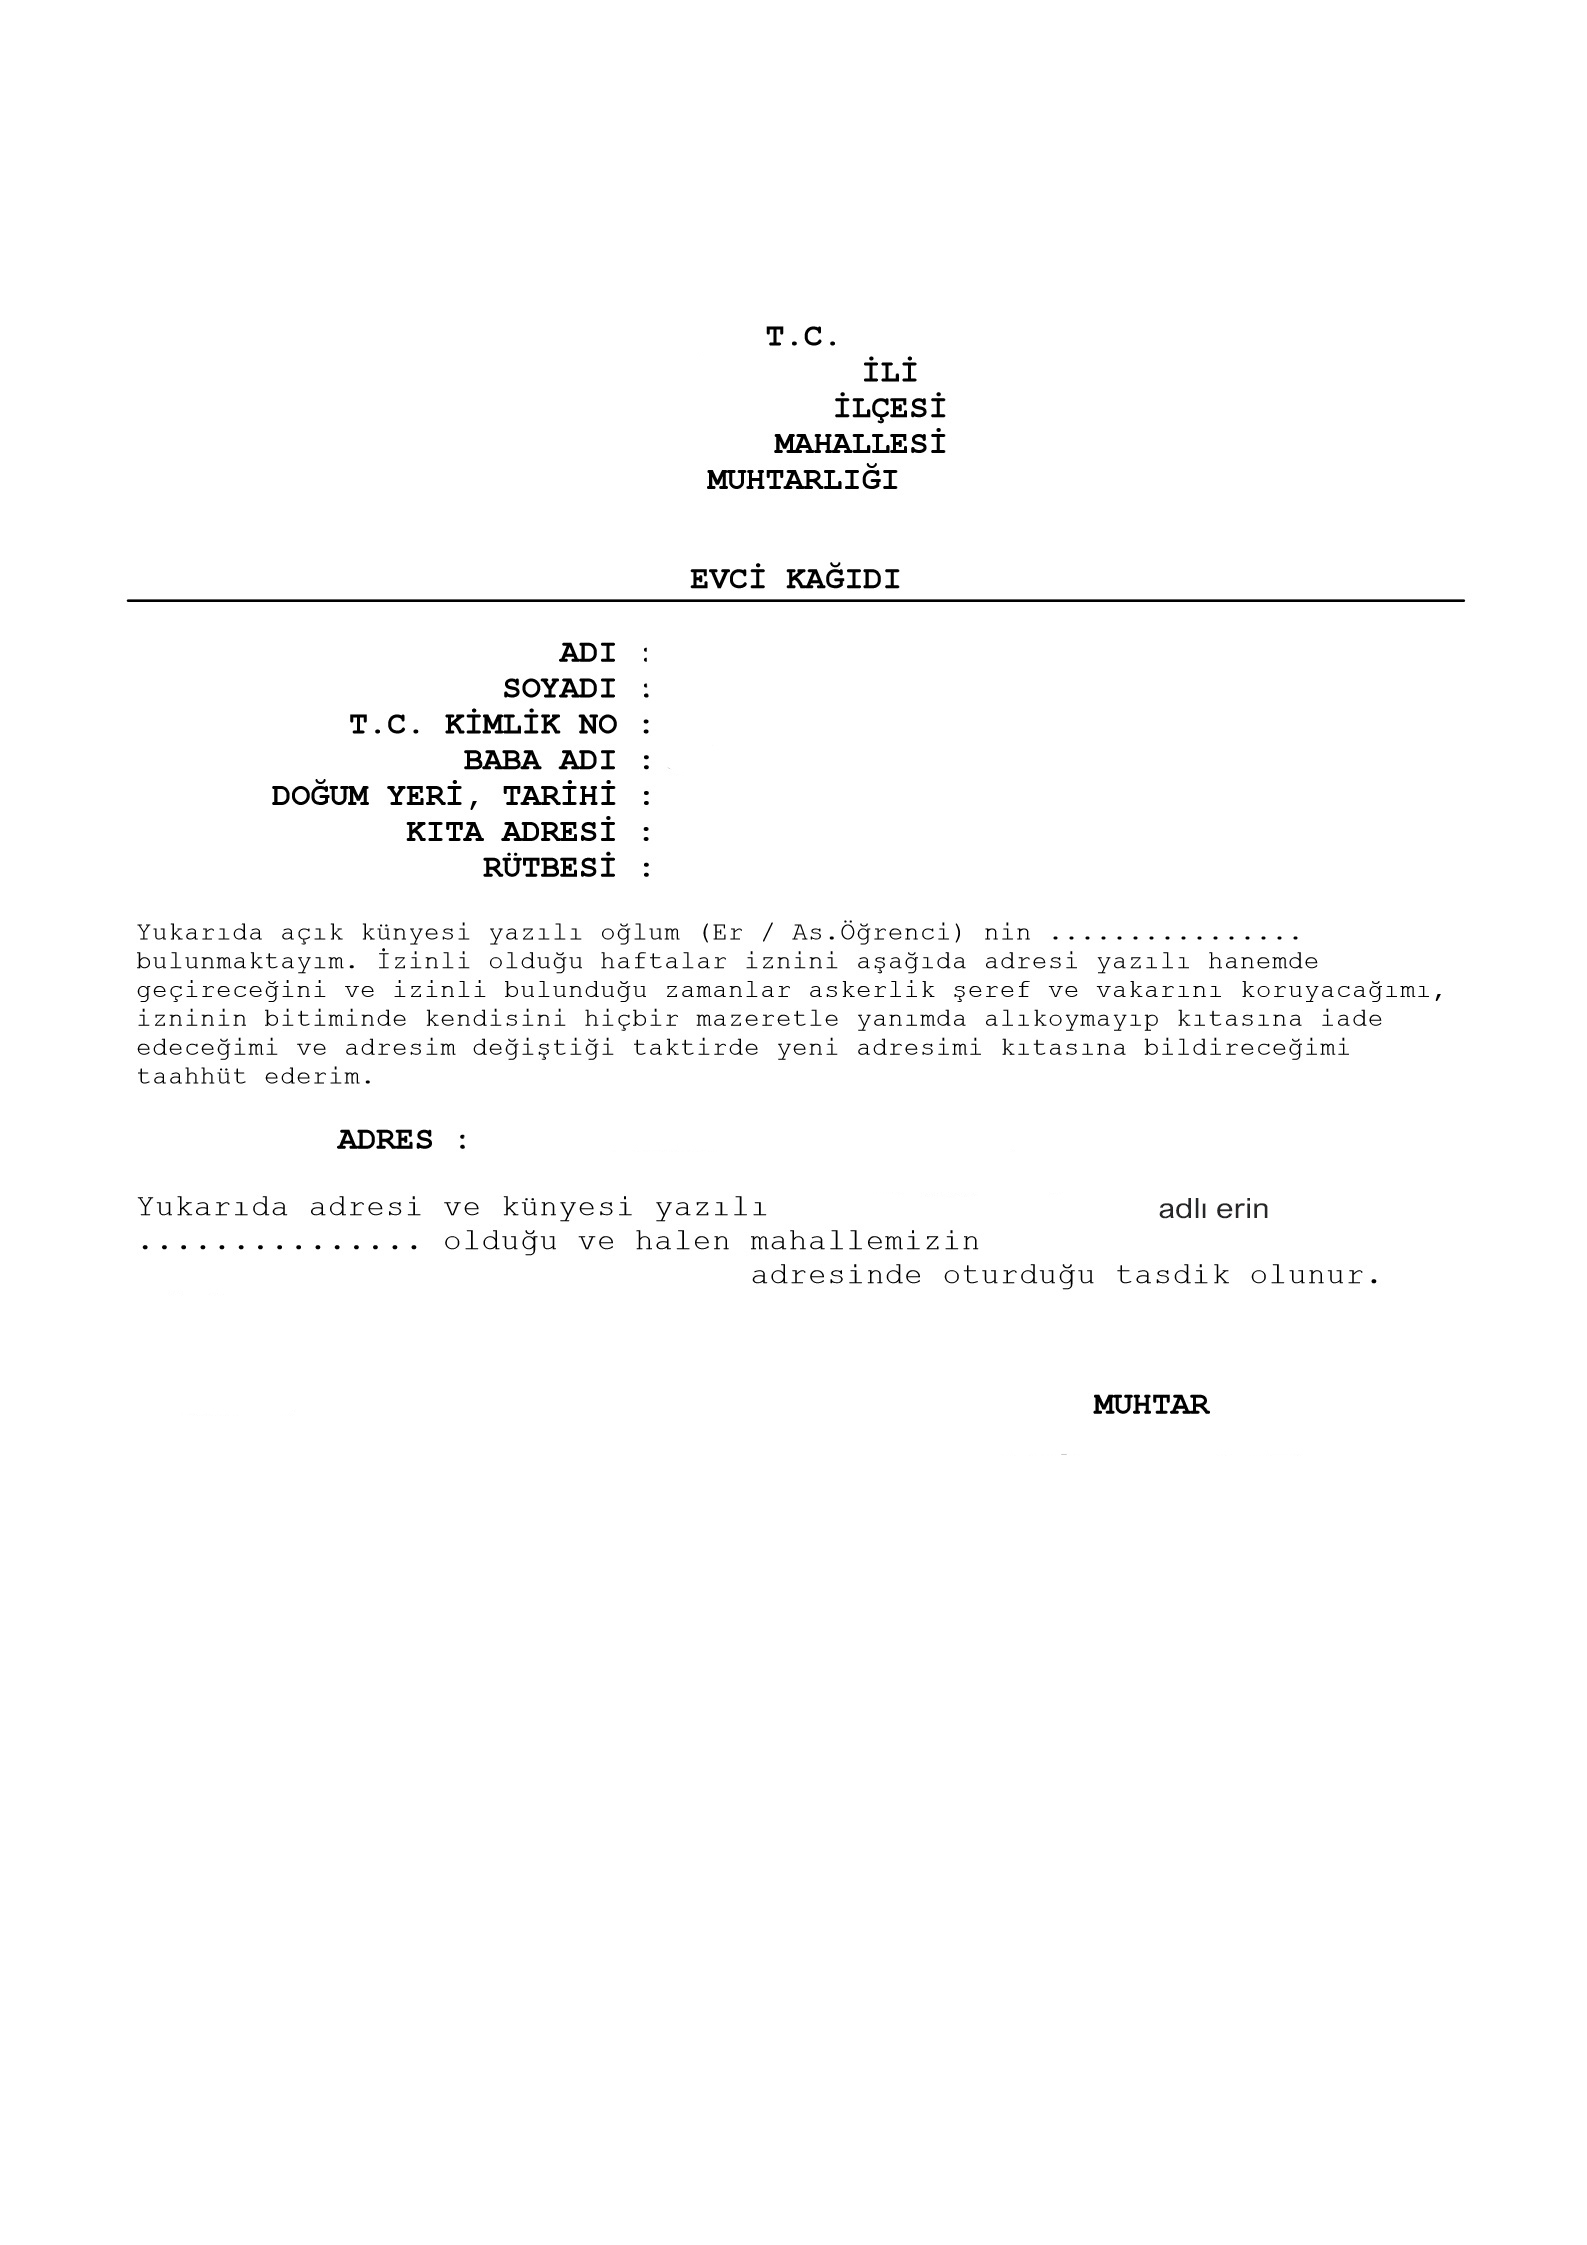 T.C.
İLİ
İLÇESİ
MAHALLESİ
MUHTARLIĞI
EVCİ KAĞIDI
ADI :
SOYADI :
T.C. KİMLİK NO :
BABA ADI :
DOĞUM YERİ, TARİHİ :
KITA ADRESİ :
RÜTBESİ :
Yukarıda açık künyesi yazılı oğlum (Er / As.Öğrenci) nin ................
bulunmaktayım. İzinli olduğu haftalar iznini aşağıda adresi yazılı hanemde
geçireceğini ve izinli bulunduğu zamanlar askerlik şeref ve vakarını koruyacağımı,
izninin bitiminde kendisini hiçbir mazeretle yanımda alıkoymayıp kıtasına iade
edeceğimi ve adresim değiştiği taktirde yeni adresimi kıtasına bildireceğimi
taahhüt ederim.
ADRES :
Yukarıda adresi ve künyesi yazılı adlı erin
............... olduğu ve halen mahallemizin
adresinde oturduğu tasdik olunur.
MUHTAR